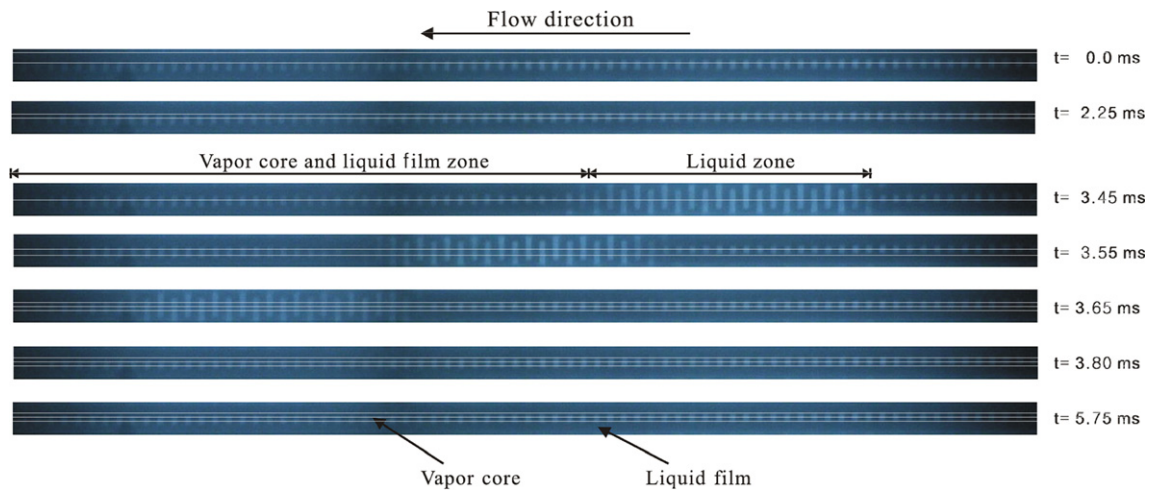 Flow direction
t= 0.0 ms
t= 2.25 ms
Vapor core and liquid film zone
Liquid zone
t= 3.45 ms
t= 3.55 ms
t= 3.65 ms
t= 3.80 ms
t= 5.75 ms
Vapor core
Liquid film